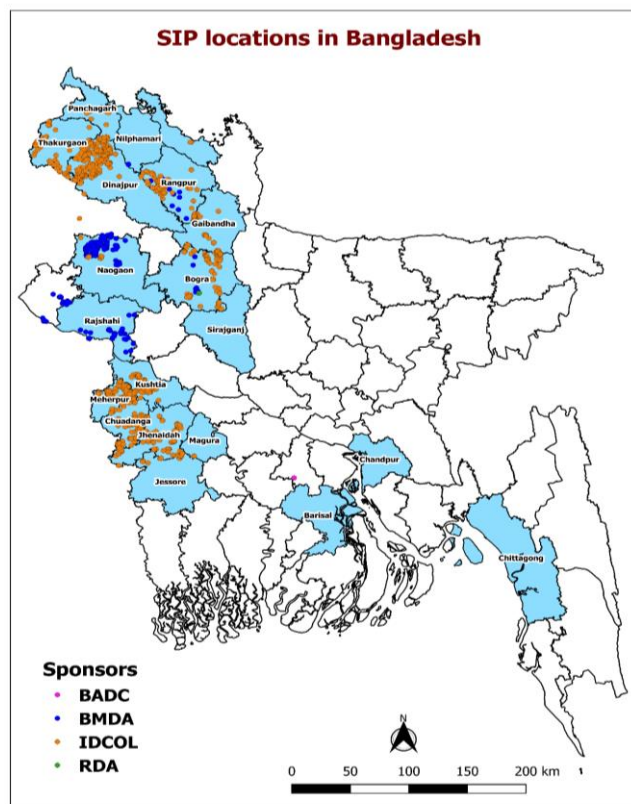 SIP locations in Bangladesh
Panchagarh
Thakurgaon
Nilphamari
Rangpur
Dinajpur
Gaibandha
Naogaon
Bogra
Rajshahi
Sirajganj
Kushtia
Meherpur
Chuadanga
Jhenaidah
Magura
Chandpur
Jessore
Barisal
Chittagong
Sponsors
BADC
BMDA
IDCOL
RDA
N
0 50 100 150 200 km